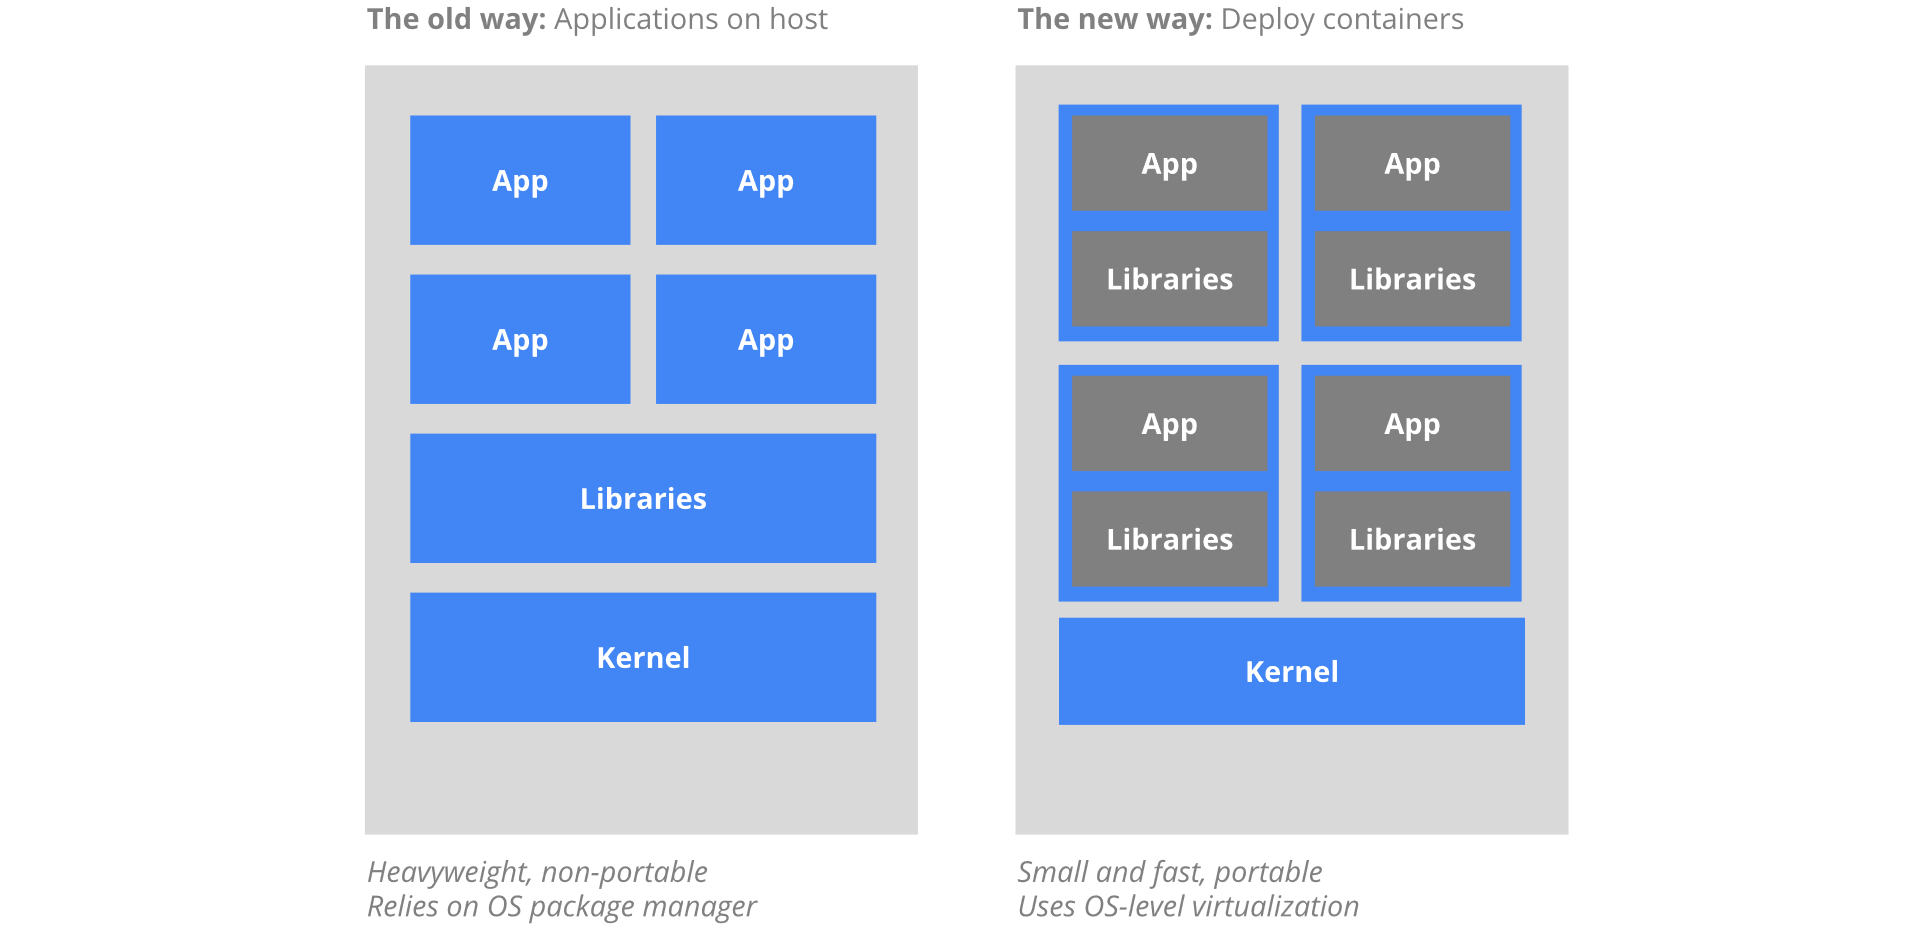 The old way: Applications on host
App
App
App
App
Libraries
Kernel
Heavyweight, non-portable
Relies on OS package manager
The new way: Deploy containers
App
App
Libraries
Libraries
App
App
Libraries
Libraries
Kernel
Small and fast, portable
Uses OS-level virtualization